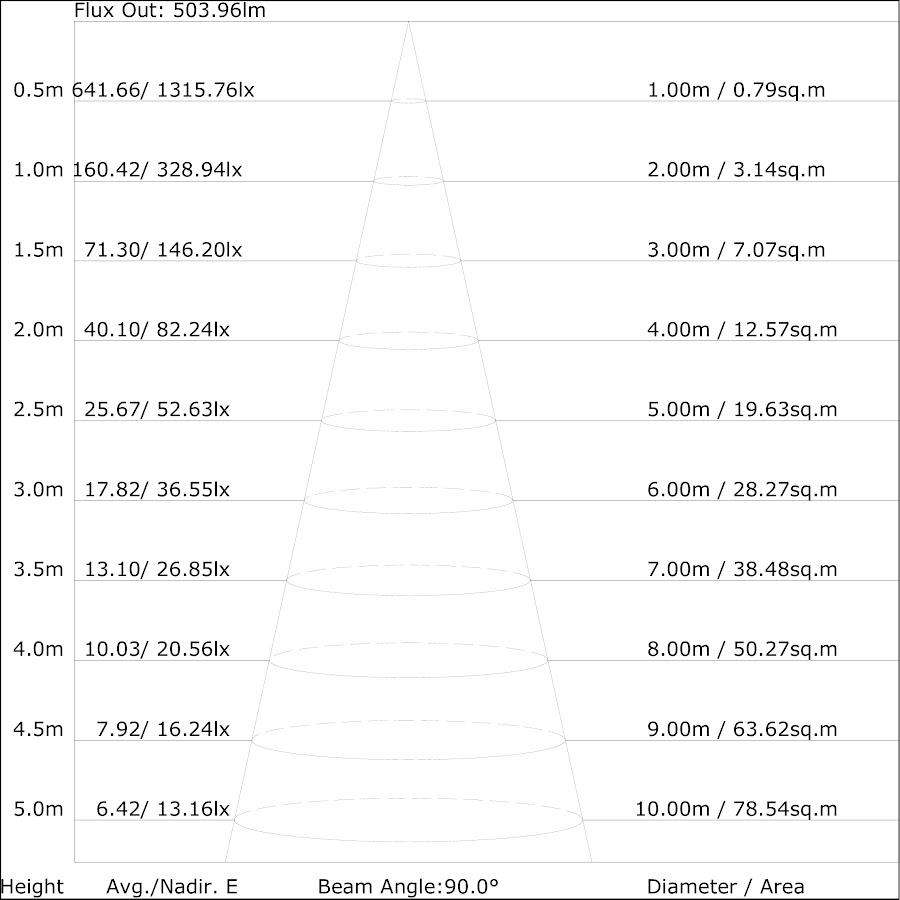 Flux Out: 503.96lm
0.5m 641.66/ 1315.76lx 1.00m / 0.79sq.m
1.0m 160.42/ 328.94lx 2.00m / 3.14sq.m
1.5m 71.30/ 146.20lx 3.00m / 7.07sq.m
2.0m 40.10/ 82.24lx 4.00m / 12.57sq.m
2.5m 25.67/ 52.63lx 5.00m / 19.63sq.m
3.0m 17.82/ 36.55lx 6.00m / 28.27sq.m
3.5m 13.10/ 26.85lx 7.00m / 38.48sq.m
4.0m 10.03/ 20.56lx 8.00m / 50.27sq.m
4.5m 7.92/ 16.24lx 9.00m / 63.62sq.m
5.0m 6.42/ 13.16lx 10.00m / 78.54sq.m
Height Avg./Nadir. E Beam Angle:90.0° Diameter / Area